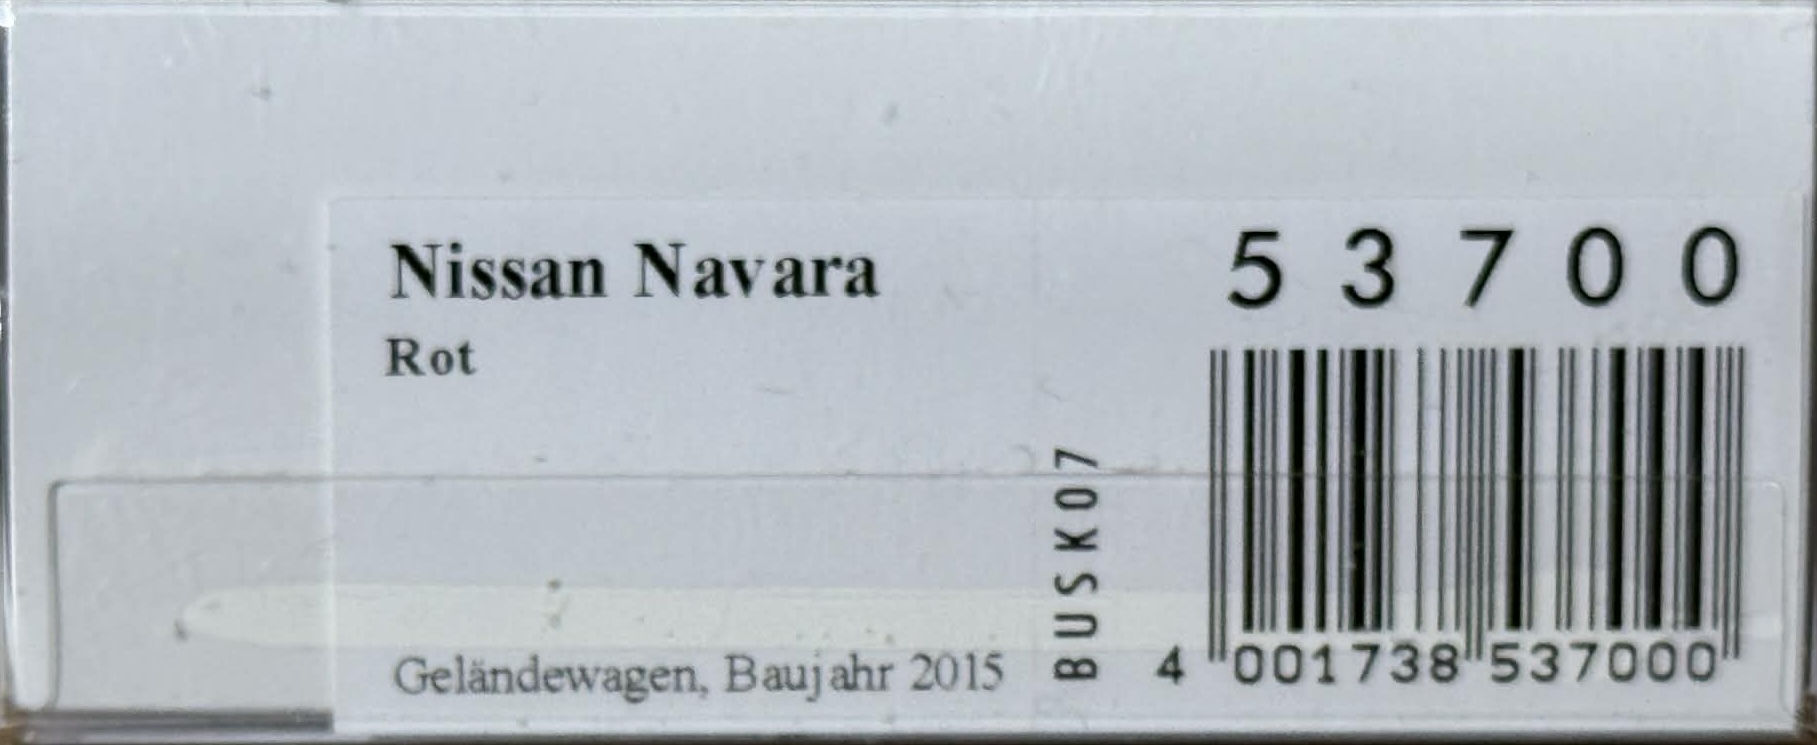 Nissan Navara
Rot
Geländewagen, Baujahr 2015
BUSK07
53700
4 001738 537000